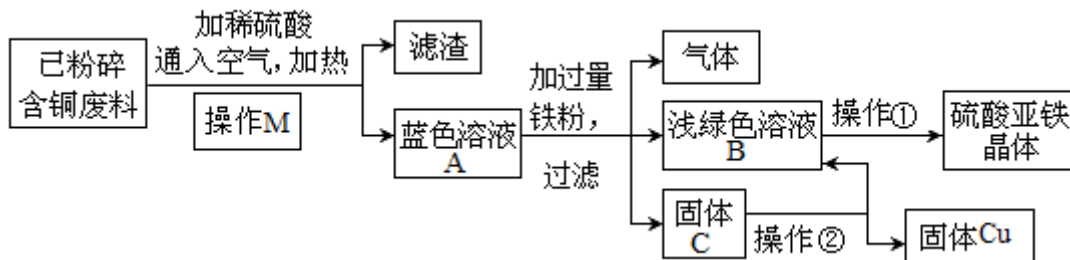 已粉碎
含铜废料
加稀硫酸
通入空气,加热
操作M
滤渣
蓝色溶液
A
加过量
铁粉，
过滤
气体
浅绿色溶液
B
固体
C
操作①
操作②
硫酸亚铁
晶体
固体Cu